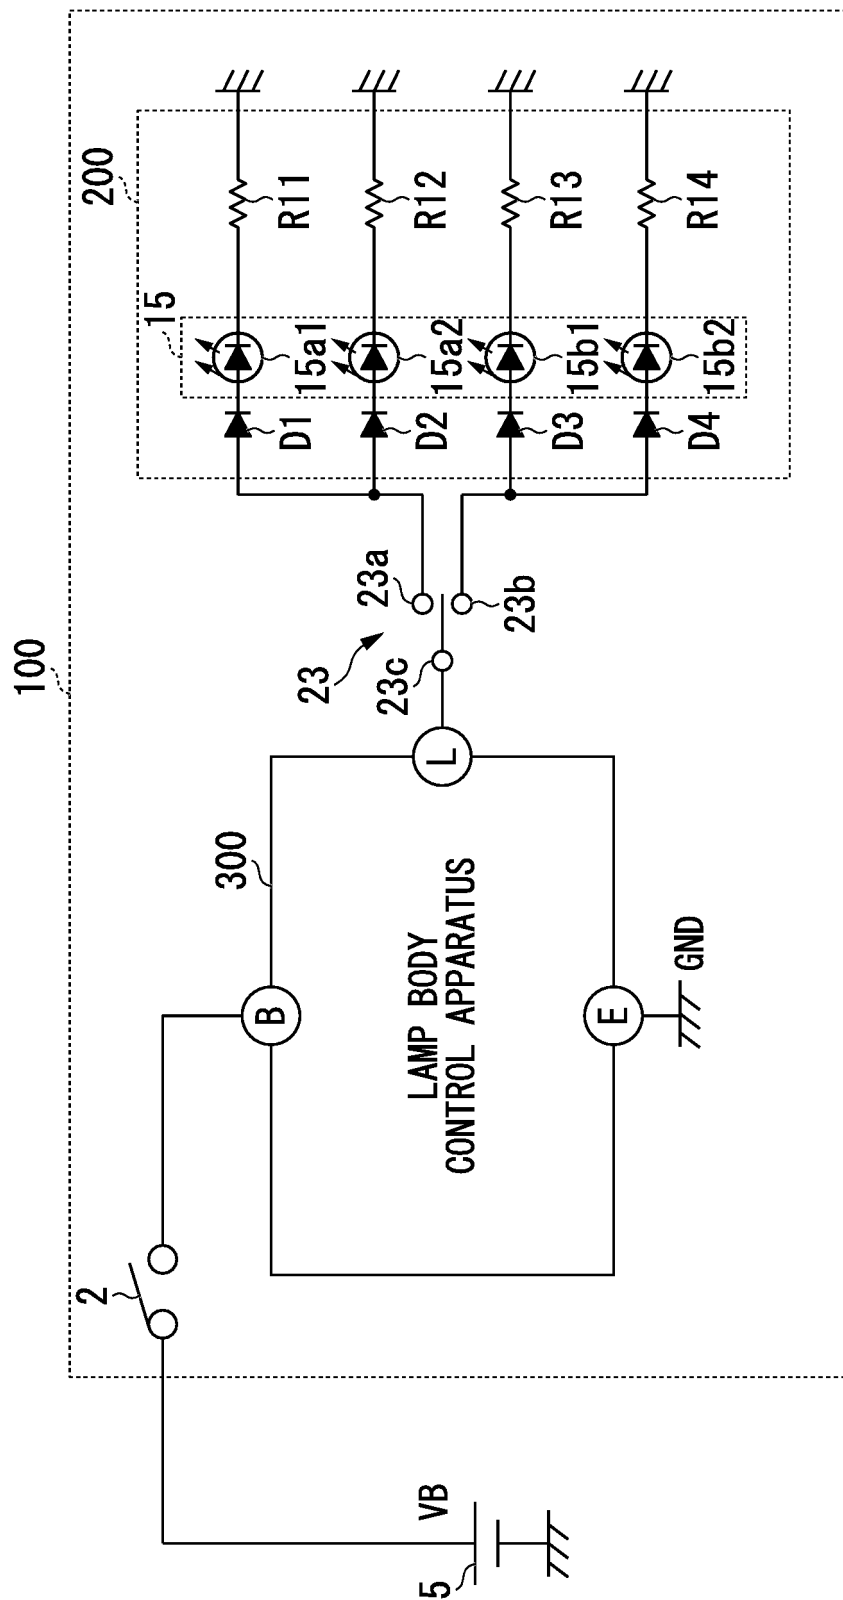 100
200
15
2
300
B
L
E
LAMP BODY
CONTROL APPARATUS
GND
VB
5
23
23a
23b
23c
D1
15a1
R11
D2
15a2
R12
D3
15b1
R13
D4
15b2
R14